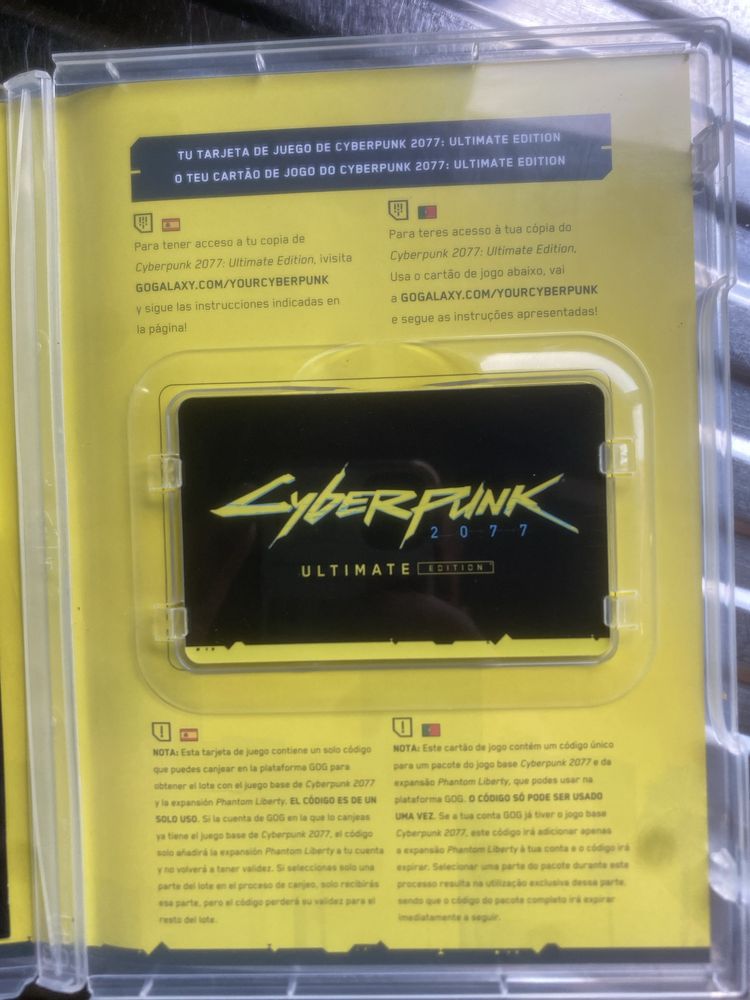 TU TARJETA DE JUEGO DE CYBERPUNK 2077: ULTIMATE EDITION
O TEU CARTÃO DE JOGO DO CYBERPUNK 2077: ULTIMATE EDITION
Para tener acceso a tu copia de
Cyberpunk 2077: Ultimate Edition, ¡visita
GOGALAXY.COM/YOURCYBERPUNK
y sigue las instrucciones indicadas en
la página!
Para teres acesso à tua cópia do
Cyberpunk 2077: Ultimate Edition,
Usa o cartão de jogo abaixo, vai
a GOGALAXY.COM/YOURCYBERPUNK
e segue as instruções apresentadas!
CYBERPUNK
2077
ULTIMATE EDITION
NOTA: Esta tarjeta de juego contiene un solo código
que puedes canjear en la plataforma GOG para
obtener el lote con el juego base de Cyberpunk 2077
y la expansión Phantom Liberty. EL CÓDIGO ES DE UN
SOLO USO. Si la cuenta de GOG en la que lo canjeas
ya tiene el juego base de Cyberpunk 2077, el código
solo añadirá la expansión Phantom Liberty a tu cuenta
y no volverá a tener validez. Si seleccionas solo una
parte del lote en el proceso de canjeo, solo recibirás
esa parte, pero el código perderá su validez para el
resto del lote.
NOTA: Este cartão de jogo contém um código único
para um pacote do jogo base Cyberpunk 2077 e da
expansão Phantom Liberty, que podes usar na
plataforma GOG. O CÓDIGO SÓ PODE SER USADO
UMA VEZ. Se a tua conta GOG já tiver o jogo base
Cyberpunk 2077, este código irá adicionar apenas
a expansão Phantom Liberty à tua conta e o código irá
expirar. Selecionar uma parte do pacote durante este
processo resulta na utilização exclusiva dessa parte,
sendo que o código do pacote completo irá expirar
imediatamente a seguir.